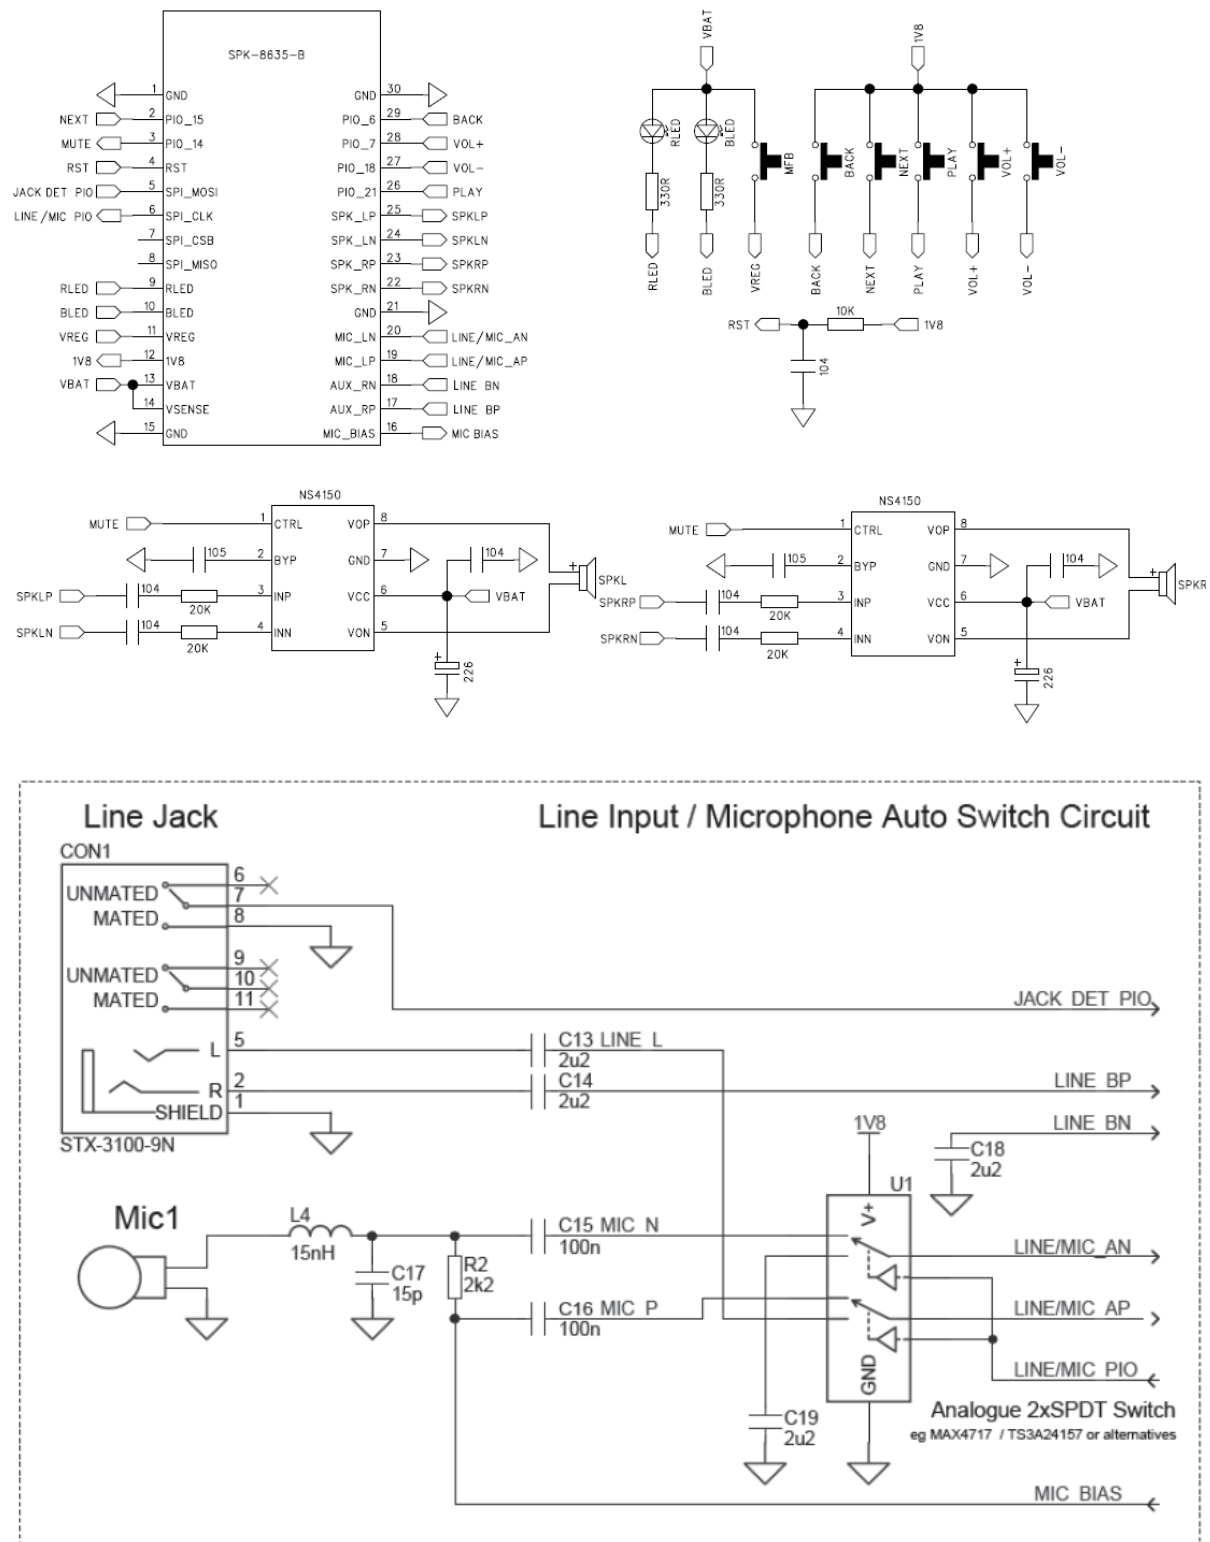 SPK-8635-B
1 GND
NEXT 2 PIO_15
MUTE 3 PIO_14
RST 4 RST
JACK DET PIO 5 SPI_MOSI
LINE/MIC PIO 6 SPI_CLK
7 SPI_CSB
8 SPI_MISO
RLED 9 RLED
BLED 10 BLED
VREG 11 VREG
1V8 12 1V8
VBAT 13 VBAT
14 VSENSE
15 GND
GND 30
PIO_6 29 BACK
PIO_7 28 VOL+
PIO_18 27 VOL-
PIO_21 26 PLAY
SPK_LP 25 SPKLP
SPK_LN 24 SPKLN
SPK_RP 23 SPKRP
SPK_RN 22 SPKRN
GND 21
MIC_LN 20 LINE/MIC_AN
MIC_LP 19 LINE/MIC_AP
AUX_RN 18 LINE BN
AUX_RP 17 LINE BP
MIC_BIAS 16 MIC BIAS
VBAT
1V8
RLED
BLED
MFB
BACK
NEXT
PLAY
VOL+
VOL-
330R
330R
RLED
BLED
VREG
BACK
NEXT
PLAY
VOL+
VOL-
RST
10K
1V8
104
NS4150
MUTE 1 CTRL VOP 8
105 2 BYP GND 7 104
SPKLP 104 20K 3 INP VCC 6 VBAT
SPKLN 104 20K 4 INN VON 5
+ SPKL
+ 226
NS4150
MUTE 1 CTRL VOP 8
105 2 BYP GND 7 104
SPKRP 104 20K 3 INP VCC 6 VBAT
SPKRN 104 20K 4 INN VON 5
+ SPKR
+ 226
Line Jack
Line Input / Microphone Auto Switch Circuit
CON1
UNMATED 6
7
MATED 8
UNMATED 9
10
MATED 11
L 5
R 2
SHIELD 1
STX-3100-9N
JACK DET PIO
C13 LINE L
2u2
C14
2u2
LINE BP
LINE BN
1V8
C18
2u2
U1
V+
GND
Mic1
L4
15nH
C17
15p
R2
2k2
C15 MIC N
100n
C16 MIC P
100n
C19
2u2
LINE/MIC_AN
LINE/MIC AP
LINE/MIC PIO
Analogue 2xSPDT Switch
eg MAX4717 / TS3A24157 or alternatives
MIC BIAS